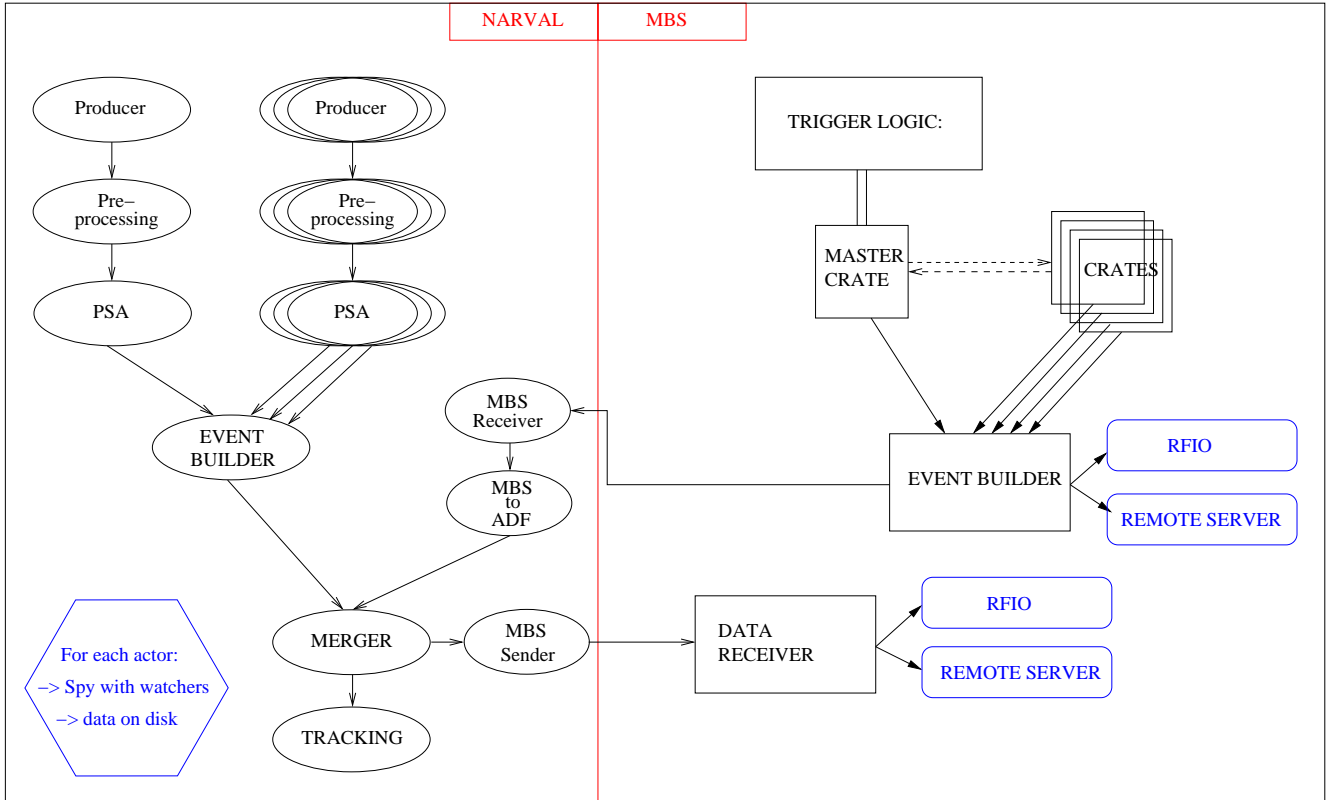 NARVAL
MBS
Producer
Producer
TRIGGER LOGIC:
Pre−
processing
Pre−
processing
MASTER
CRATE
CRATES
PSA
PSA
MBS
Receiver
EVENT
BUILDER
RFIO
EVENT BUILDER
MBS
to
ADF
REMOTE SERVER
RFIO
MERGER
MBS
Sender
DATA
RECEIVER
REMOTE SERVER
For each actor:
−> Spy with watchers
−> data on disk
TRACKING